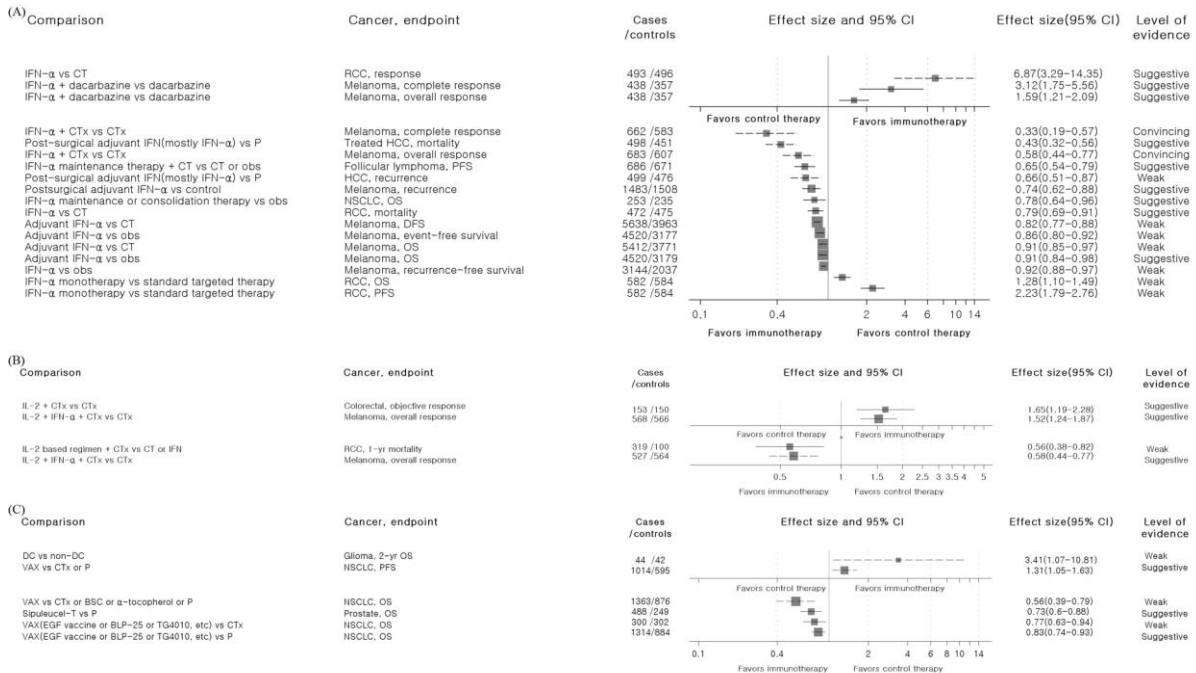 (A)
Comparison Cancer, endpoint Cases /controls Effect size and 95% CI Effect size(95% CI) Level of evidence
IFN-α vs CT RCC, response 493 /496 6.87(3.29-14.35) Suggestive
IFN-α + dacarbazine vs dacarbazine Melanoma, complete response 438 /357 3.12(1.75-5.56) Suggestive
IFN-α + dacarbazine vs dacarbazine Melanoma, overall response 438 /357 1.59(1.21-2.09) Suggestive
Favors control therapy Favors immunotherapy
IFN-α + CTx vs CTx Melanoma, complete response 662 /583 0.33(0.19-0.57) Convincing
Post-surgical adjuvant IFN(mostly IFN-α) vs P Treated HCC, mortality 498 /451 0.43(0.32-0.56) Suggestive
IFN-α + CTx vs CTx Melanoma, overall response 683 /607 0.58(0.44-0.77) Convincing
IFN-α maintenance therapy + CT vs CT or obs Follicular lymphoma, PFS 686 /671 0.65(0.54-0.79) Suggestive
Post-surgical adjuvant IFN(mostly IFN-α) vs P HCC, recurrence 499 /476 0.66(0.51-0.87) Weak
Postsurgical adjuvant IFN-α vs control Melanoma, recurrence 1483/1508 0.74(0.62-0.88) Suggestive
IFN-α maintenance or consolidation therapy vs obs NSCLC, OS 253 /235 0.78(0.64-0.96) Suggestive
IFN-α vs CT RCC, mortality 472 /475 0.79(0.69-0.91) Suggestive
Adjuvant IFN-α vs CT Melanoma, DFS 5638/3963 0.82(0.77-0.88) Weak
Adjuvant IFN-α vs obs Melanoma, event-free survival 4520/3177 0.86(0.80-0.92) Weak
Adjuvant IFN-α vs CT Melanoma, OS 5412/3771 0.91(0.85-0.97) Weak
Adjuvant IFN-α vs obs Melanoma, OS 4520/3179 0.91(0.84-0.98) Suggestive
IFN-α vs obs Melanoma, recurrence-free survival 3144/2037 0.92(0.88-0.97) Weak
IFN-α monotherapy vs standard targeted therapy RCC, OS 582 /584 1.28(1.10-1.49) Weak
IFN-α monotherapy vs standard targeted therapy RCC, PFS 582 /584 2.23(1.79-2.76) Weak
0.1 0.4 2 4 6 10 14
Favors immunotherapy Favors control therapy
(B)
Comparison Cancer, endpoint Cases /controls Effect size and 95% CI Effect size(95% CI) Level of evidence
IL-2 + CTx vs CTx Colorectal, objective response 153 /150 1.65(1.19-2.28) Suggestive
IL-2 + IFN-α + CTx vs CTx Melanoma, overall response 568 /566 1.52(1.24-1.87) Suggestive
Favors control therapy Favors immunotherapy
IL-2 based regimen + CTx vs CT or IFN RCC, 1-yr mortality 319 /100 0.56(0.38-0.82) Weak
IL-2 + IFN-α + CTx vs CTx Melanoma, overall response 527 /564 0.58(0.44-0.77) Suggestive
0.5 1 1.5 2 3 3.5 4 5
Favors immunotherapy Favors control therapy
(C)
Comparison Cancer, endpoint Cases /controls Effect size and 95% CI Effect size(95% CI) Level of evidence
DC vs non-DC Glioma, 2-yr OS 44 /42 3.41(1.07-10.81) Weak
VAX vs CTx or P NSCLC, PFS 1014/595 1.31(1.05-1.63) Suggestive
Favors control therapy Favors immunotherapy
VAX vs CTx or BSC or α-tocopherol or P NSCLC, OS 1363/876 0.56(0.39-0.79) Weak
Sipuleucel-T vs P Prostate, OS 488 /249 0.73(0.6-0.88) Suggestive
VAX(EGF vaccine or BLP-25 or TG4010, etc) vs CTx NSCLC, OS 300 /302 0.77(0.63-0.94) Weak
VAX(EGF vaccine or BLP-25 or TG4010, etc) vs P NSCLC, OS 1314 /884 0.83(0.74-0.93) Suggestive
0.1 0.4 2 4 6 10 14
Favors immunotherapy Favors control therapy